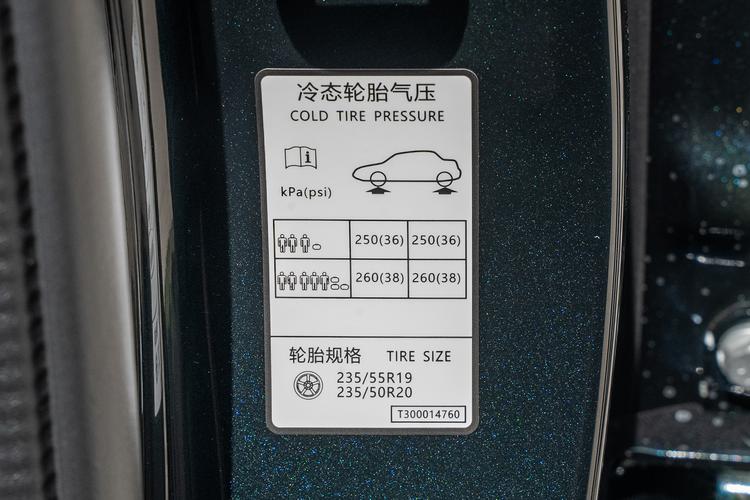 冷态轮胎气压
COLD TIRE PRESSURE
i
kPa(psi)
250(36) 250(36)
260(38) 260(38)
轮胎规格 TIRE SIZE
235/55R19
235/50R20
T300014760